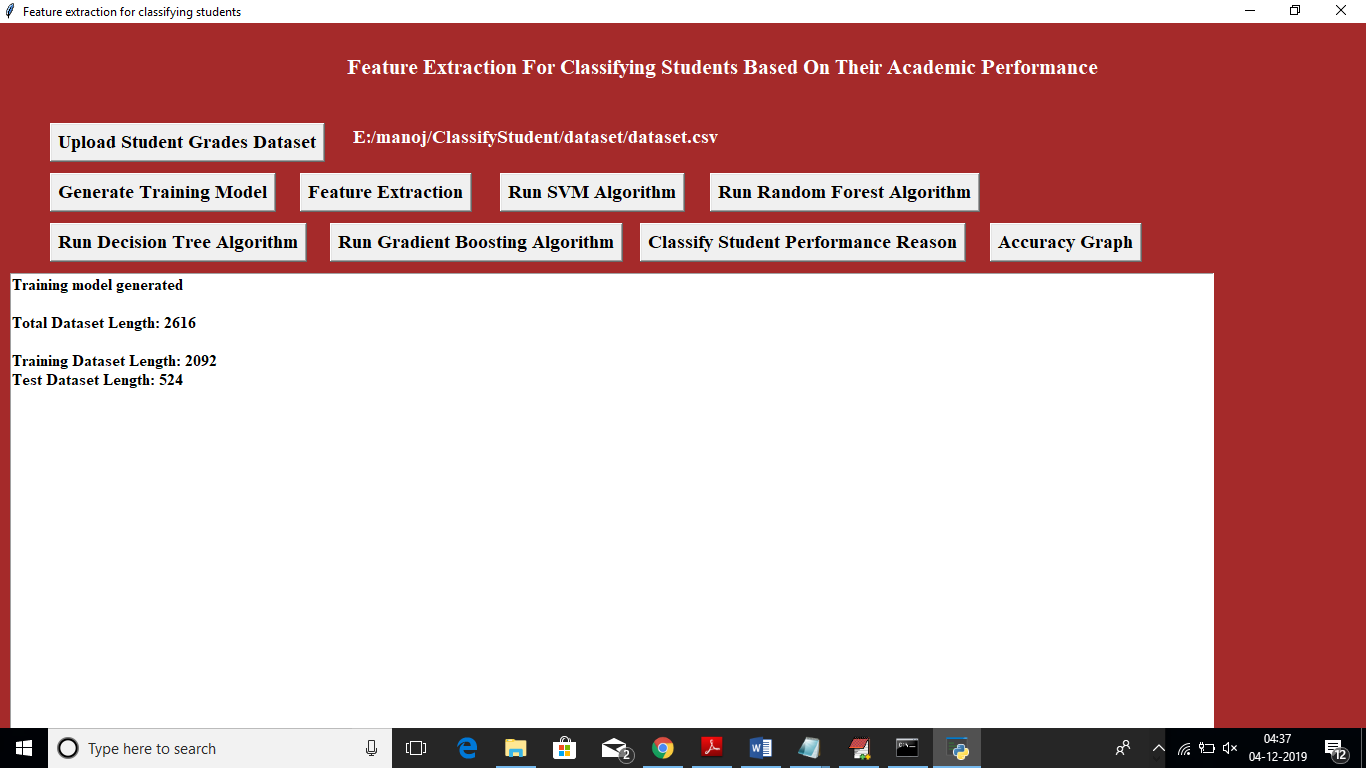 Feature extraction for classifying students
Feature Extraction For Classifying Students Based On Their Academic Performance
Upload Student Grades Dataset E:/manoj/ClassifyStudent/dataset/dataset.csv
Generate Training Model Feature Extraction Run SVM Algorithm Run Random Forest Algorithm
Run Decision Tree Algorithm Run Gradient Boosting Algorithm Classify Student Performance Reason Accuracy Graph
Training model generated
Total Dataset Length: 2616
Training Dataset Length: 2092
Test Dataset Length: 524
Type here to search 2 04:37
04-12-2019 12